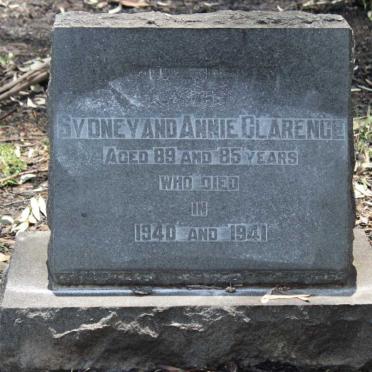 SYDNEY AND ANNIE CLARENCE
AGED 89 AND 85 YEARS
WHO DIED
IN
1940 AND 1941